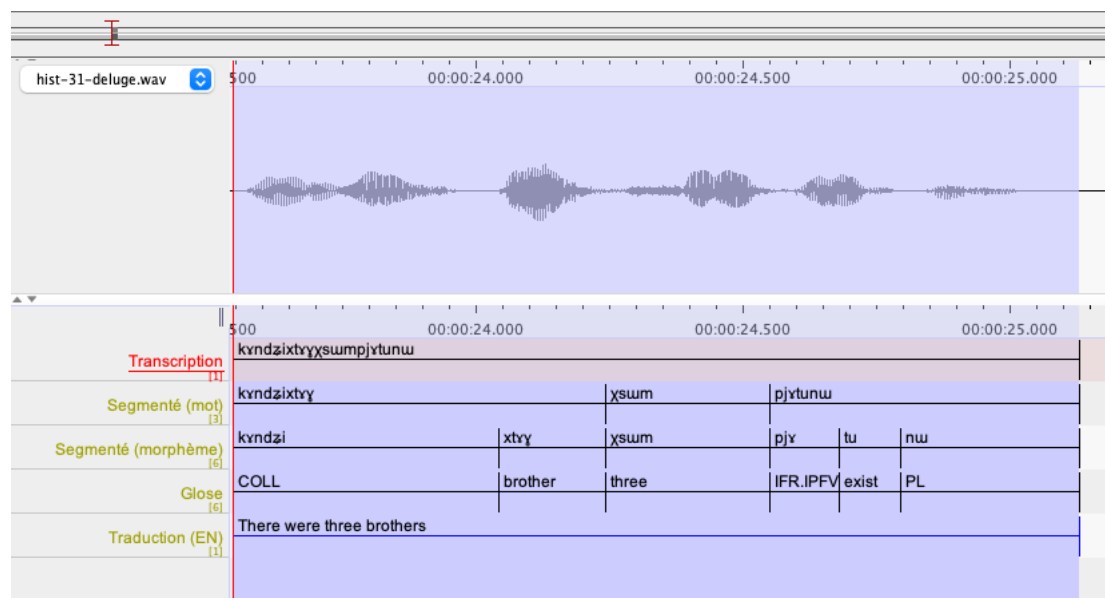 hist-31-deluge.wav
500 00:00:24.000 00:00:24.500 00:00:25.000
500 00:00:24.000 00:00:24.500 00:00:25.000
Transcription [1] kɤndʑixtɤɣχsɯmpjɤtunɯ
Segmenté (mot) [3] kɤndʑixtɤɣ χsɯm pjɤtunɯ
Segmenté (morphème) [6] kɤndʑi xtɤɣ χsɯm pjɤ tu nɯ
Glose [6] COLL brother three IFR.IPFV exist PL
Traduction (EN) [1] There were three brothers